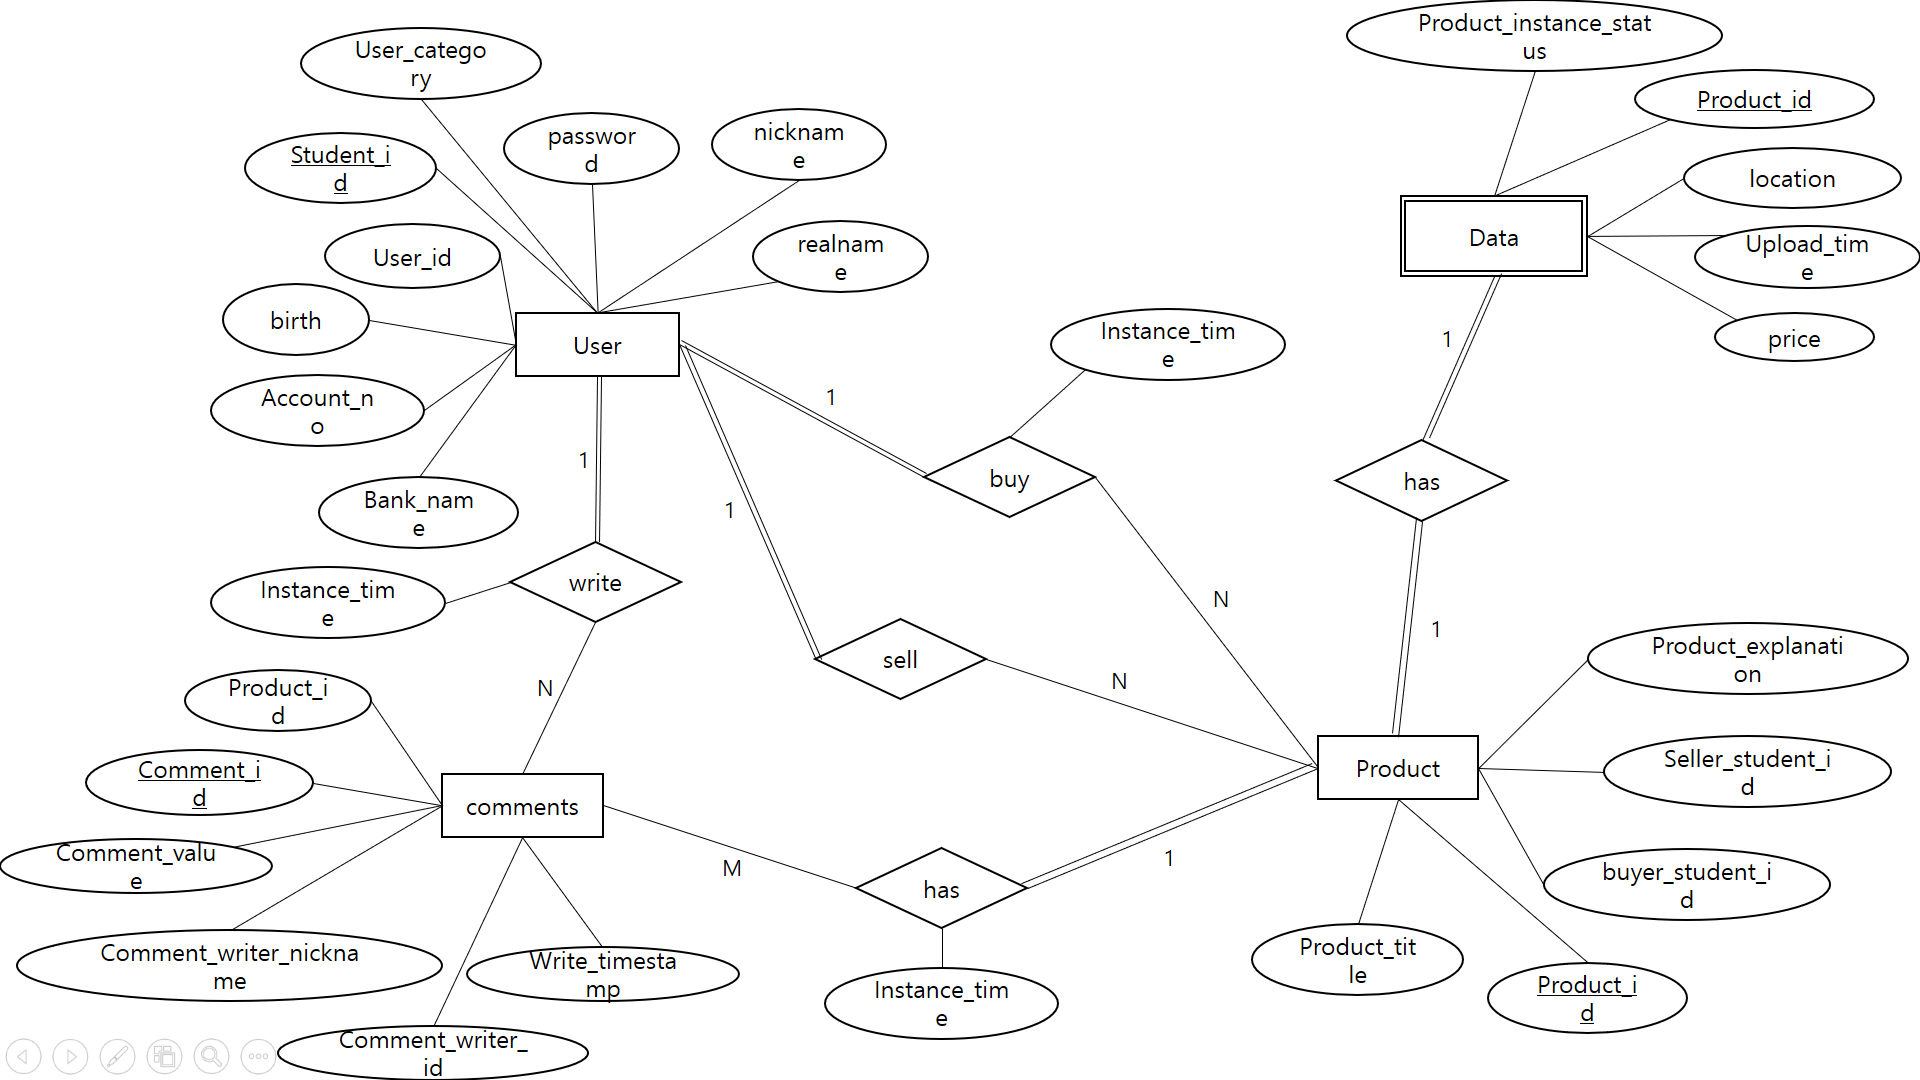 Product_instance_stat
us
User_catego
ry
Product_id
passwor
d
nicknam
e
Student_i
d
location
Data
Upload_tim
e
realnam
e
User_id
birth
User
Instance_tim
e
price
1
1
Account_n
o
1
1
buy
has
Bank_nam
e
write
Instance_tim
e
N
1
sell
N
N
Product_explanati
on
Product_i
d
Comment_i
d
comments
Product
Seller_student_i
d
Comment_valu
e
M
1
has
buyer_student_i
d
Comment_writer_nickna
me
Write_timesta
mp
Instance_tim
e
Product_tit
le
Product_i
d
Comment_writer_
id